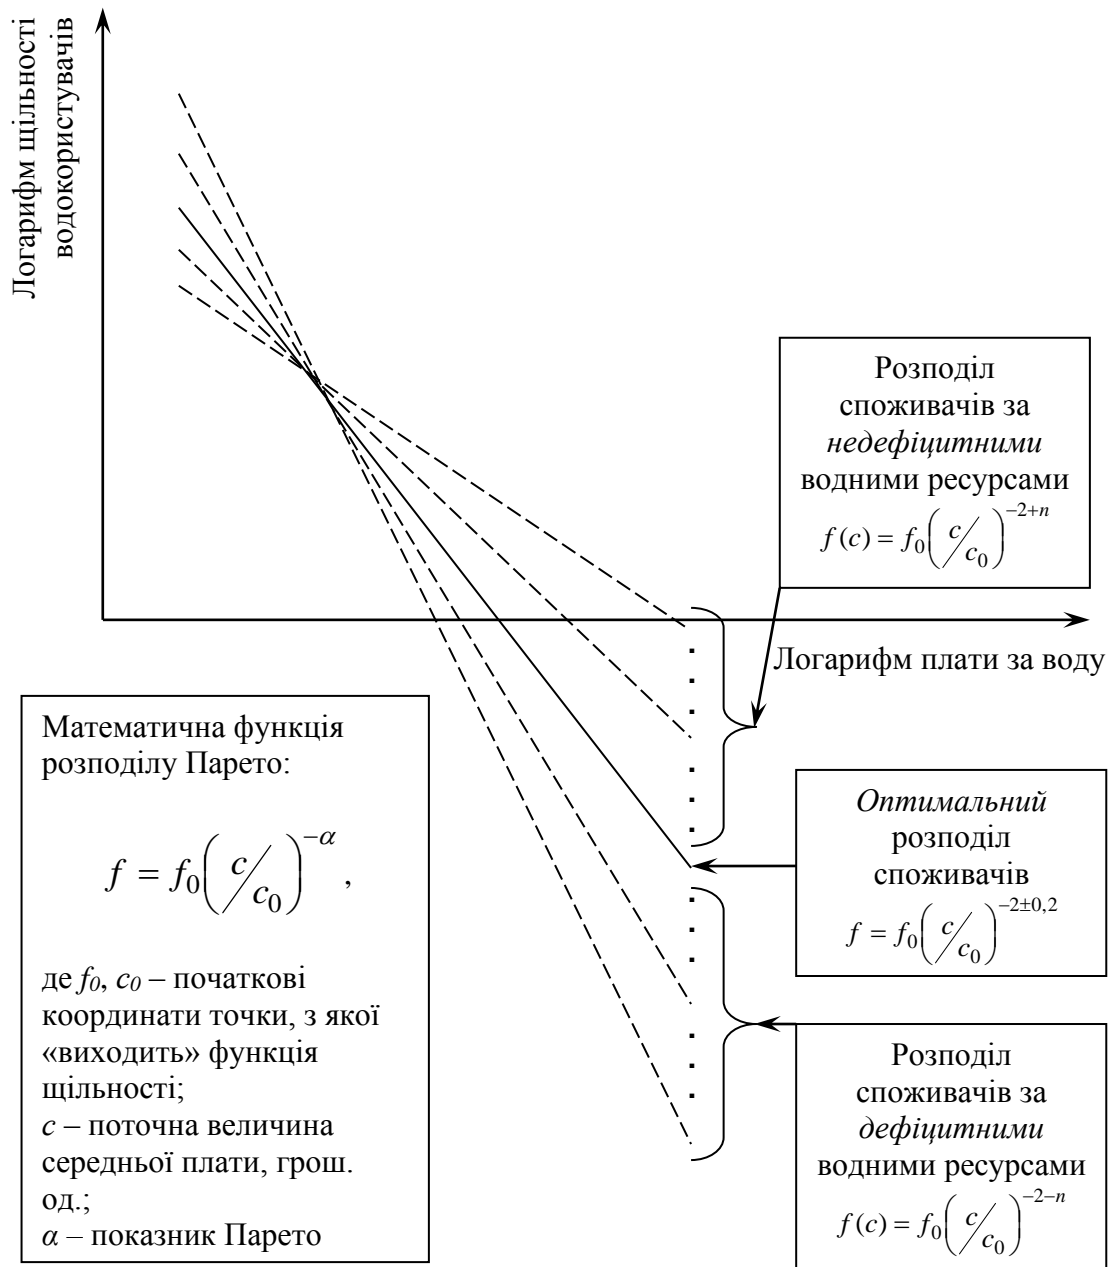 Логарифм щільності
водокористувачів
Розподіл
споживачів за
недефіцитними
водними ресурсами
f(c) = f₀(c/c₀)⁻²⁺ⁿ
Логарифм плати за воду
Математична функція
розподілу Парето:
f = f₀(c/c₀)^−α,
де f₀, c₀ – початкові
координати точки, з якої
«виходить» функція
щільності;
c – поточна величина
середньої плати, грош.
од.;
α – показник Парето
Оптимальний
розподіл
споживачів
f = f₀(c/c₀)^−2±0,2
Розподіл
споживачів за
дефіцитними
водними ресурсами
f(c) = f₀(c/c₀)⁻²⁻ⁿ